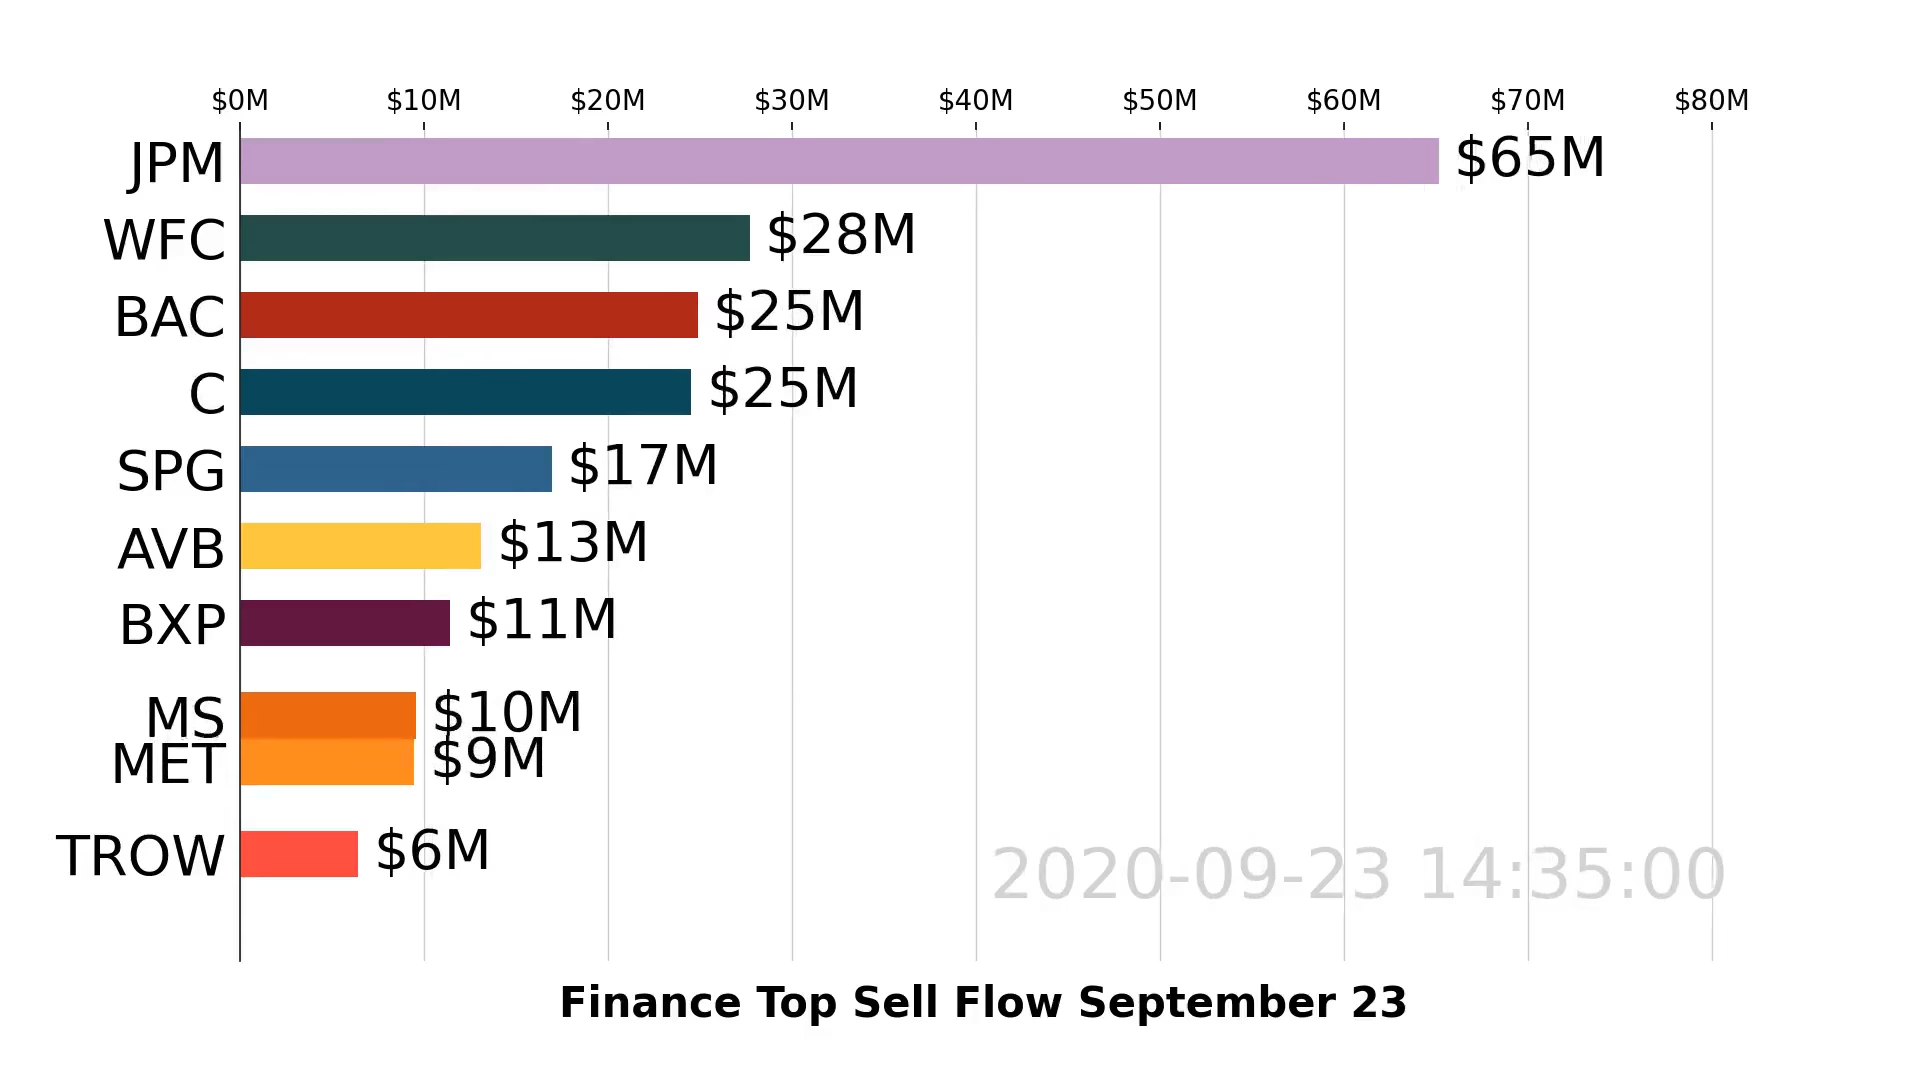 $0M $10M $20M $30M $40M $50M $60M $70M $80M
JPM $65M
WFC $28M
BAC $25M
C $25M
SPG $17M
AVB $13M
BXP $11M
MS $10M
MET $9M
TROW $6M
2020-09-23 14:35:00
Finance Top Sell Flow September 23